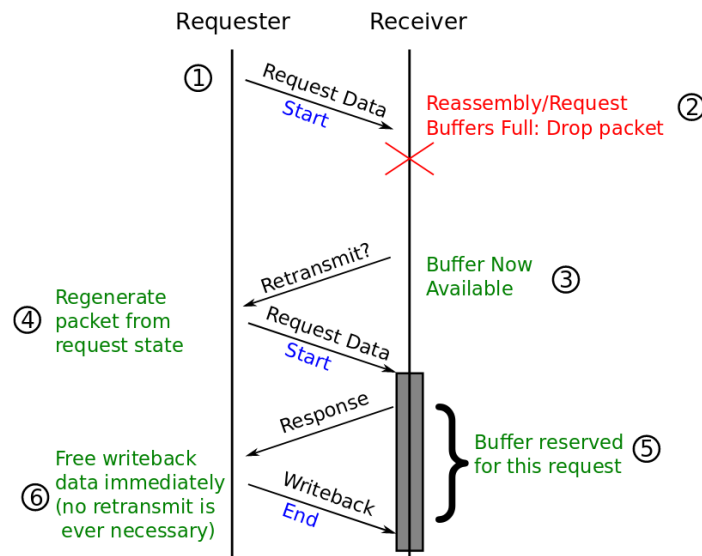 Requester
Receiver
1
Request Data
Start
Reassembly/Request
Buffers Full: Drop packet
2
Retransmit?
Buffer Now
Available
3
4
Regenerate
packet from
request state
Request Data
Start
Response
Buffer reserved
for this request
5
6
Free writeback
data immediately
(no retransmit is
ever necessary)
Writeback
End